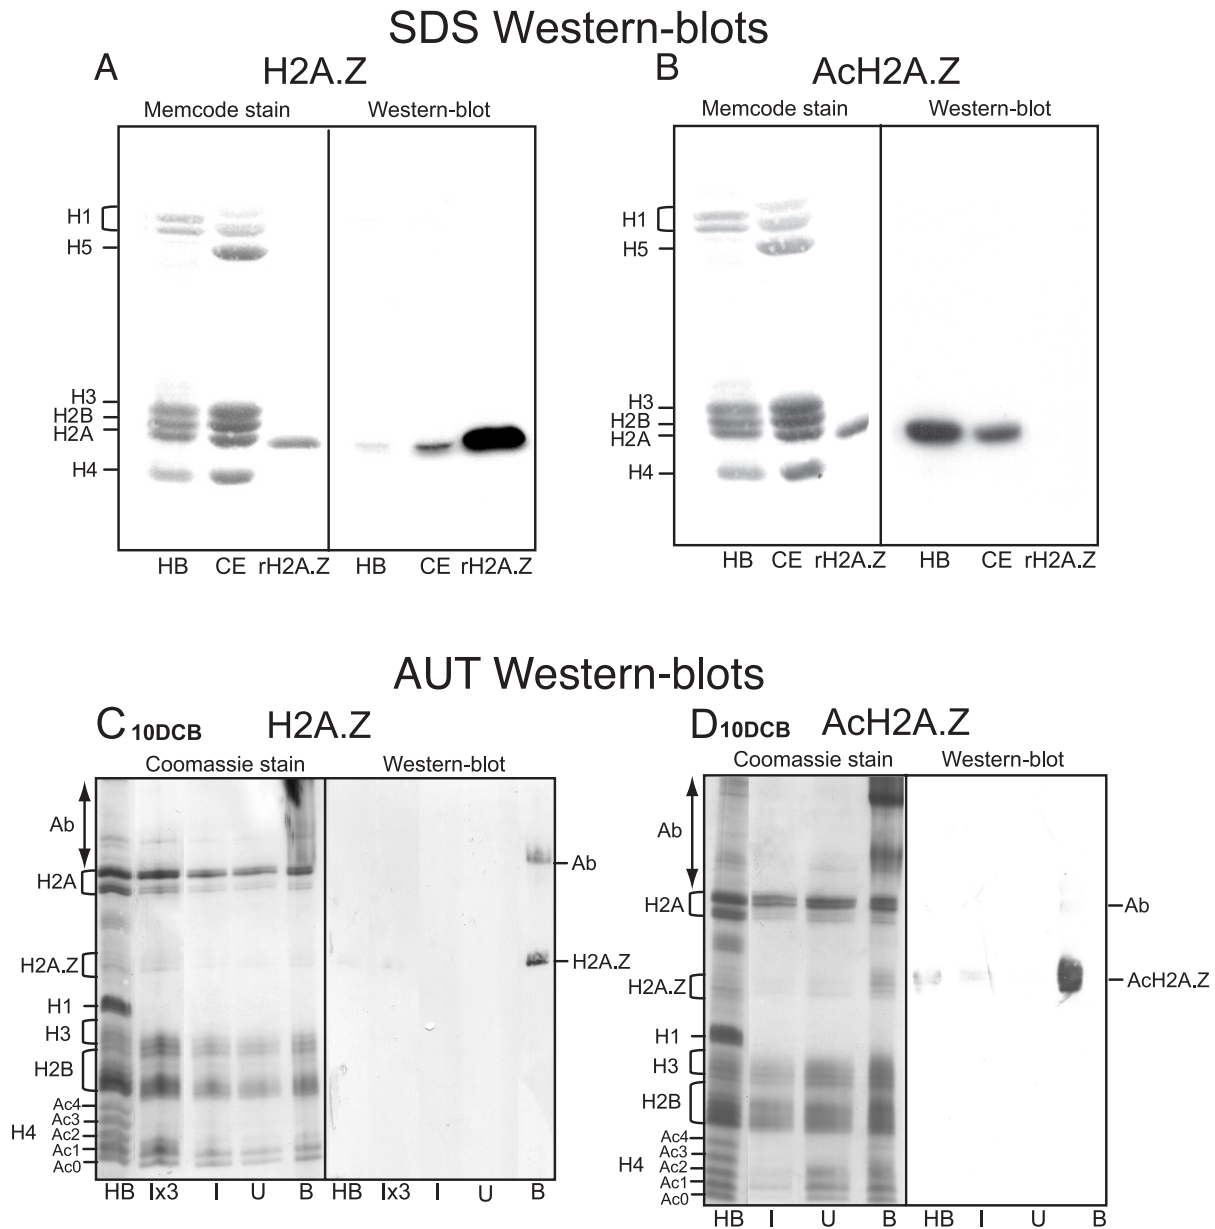 SDS Western-blots
A H2A.Z
Memcode stain Western-blot
H1
H5
H3
H2B
H2A
H4
HB CE rH2A.Z HB CE rH2A.Z
B AcH2A.Z
Memcode stain Western-blot
H1
H5
H3
H2B
H2A
H4
HB CE rH2A.Z HB CE rH2A.Z
AUT Western-blots
C 10DCB H2A.Z
Coomassie stain Western-blot
Ab
H2A
H2A.Z
H1
H3
H2B
H4
Ac4
Ac3
Ac2
Ac1
Ac0
Ab
H2A.Z
HB Ix3 I U B HB Ix3 I U B
D 10DCB AcH2A.Z
Coomassie stain Western-blot
Ab
H2A
H2A.Z
H1
H3
H2B
H4
Ac4
Ac3
Ac2
Ac1
Ac0
Ab
AcH2A.Z
HB I U B HB I U B